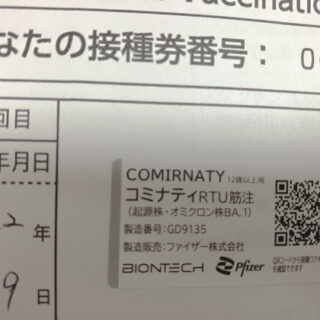 Vaccination
なたの接種券番号： 0
回目
年月日
2 年
9 日
COMIRNATY 12歳以上用
コミナティRTU筋注
(起源株・オミクロン株BA.1)
製造番号:GD9135
製造販売:ファイザー株式会社
BIONTECH Pfizer